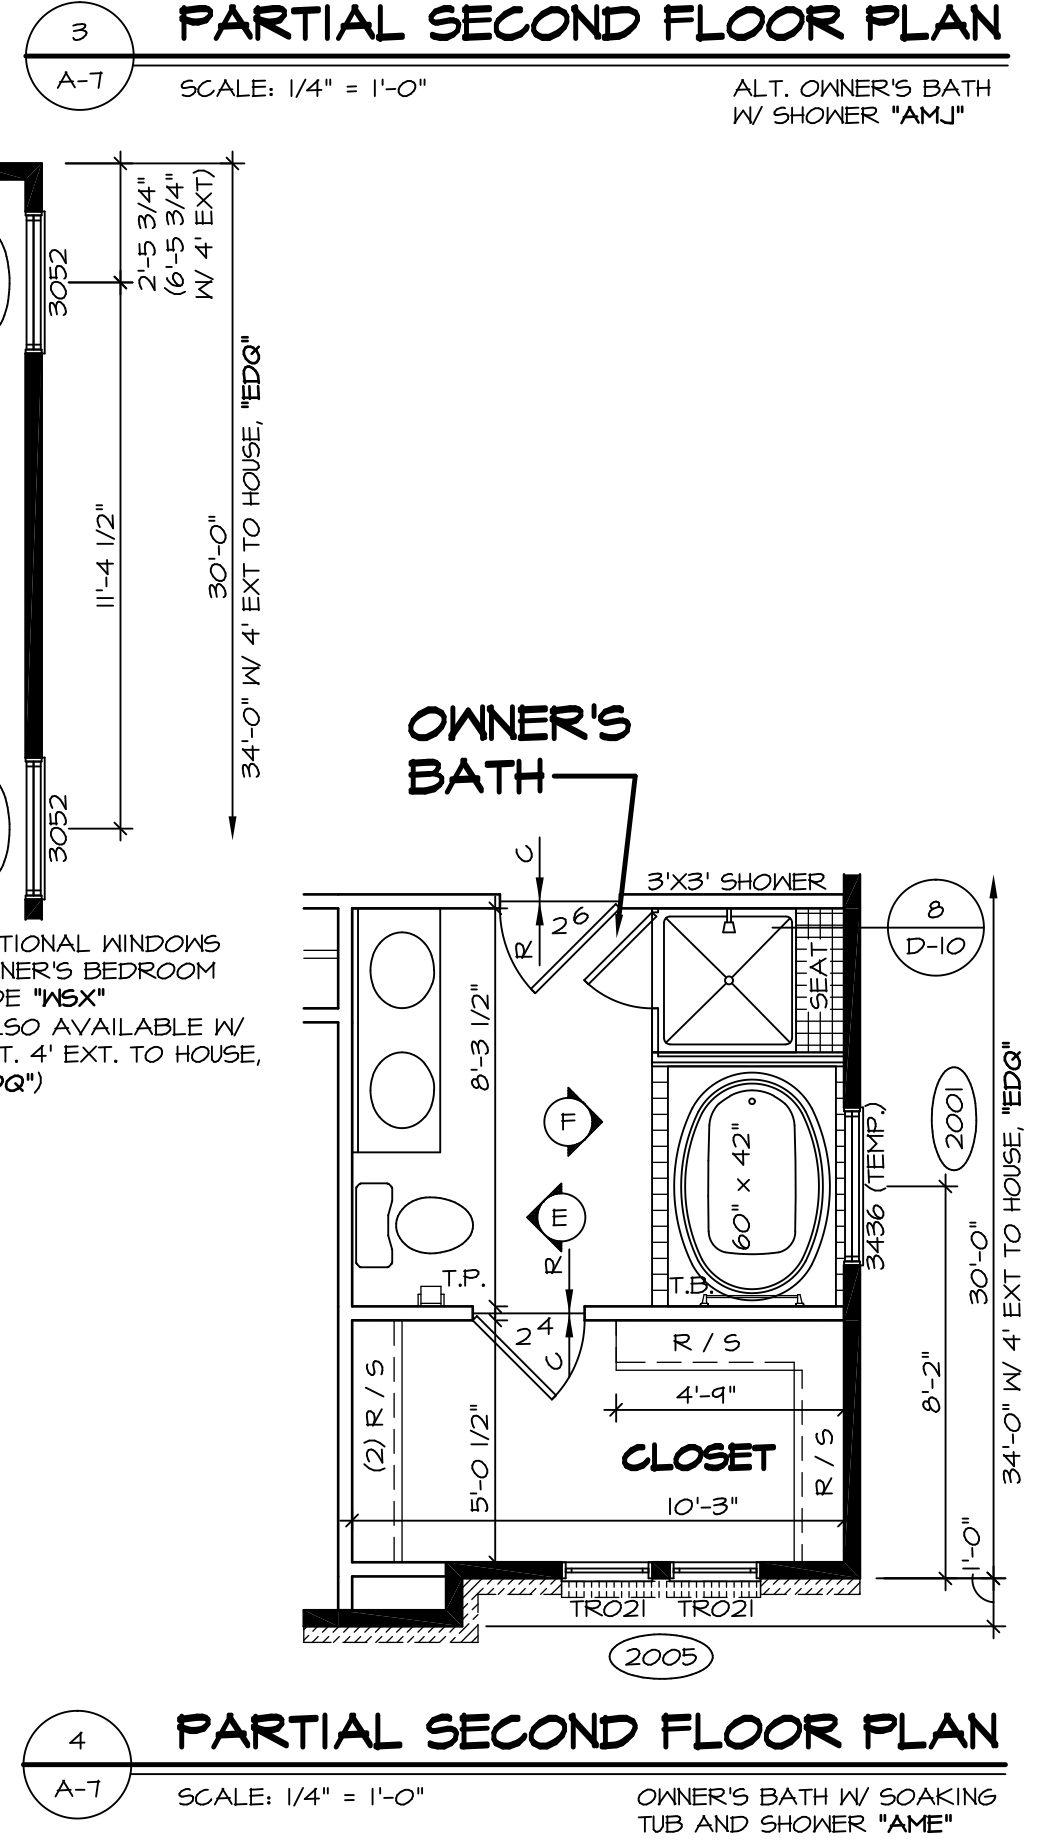 3
A-7
PARTIAL SECOND FLOOR PLAN
SCALE: 1/4" = 1'-0"
ALT. OWNER'S BATH
W/ SHOWER "AMJ"
3052
2'-5 3/4"
(6'-5 3/4"
W/ 4' EXT)
11'-4 1/2"
30'-0"
34'-0" W/ 4' EXT TO HOUSE, "EDQ"
3052
TIONAL WINDOWS
NER'S BEDROOM
DE "WSX"
LSO AVAILABLE W/
T. 4' EXT. TO HOUSE,
DQ")
OWNER'S
BATH
C
R
2 6
3'X3' SHOWER
SEAT
8
D-10
8'-3 1/2"
F
E
60" x 42"
3436 (TEMP.)
2001
30'-0"
34'-0" W/ 4' EXT TO HOUSE, "EDQ"
T.P.
R
T.B.
2 4
C
R / S
(2) R / S
4'-9"
8'-2"
5'-0 1/2"
CLOSET
R / S
10'-3"
1'-0"
TR021 TR021
2005
4
A-7
PARTIAL SECOND FLOOR PLAN
SCALE: 1/4" = 1'-0"
OWNER'S BATH W/ SOAKING
TUB AND SHOWER "AME"